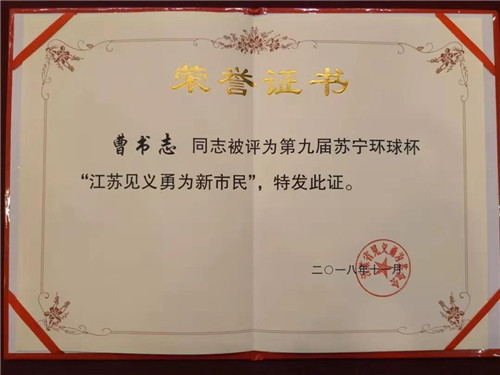 荣誉证书
曹书志 同志被评为第九届苏宁环球杯
“江苏见义勇为新市民”，特发此证。
二〇一八年十一月